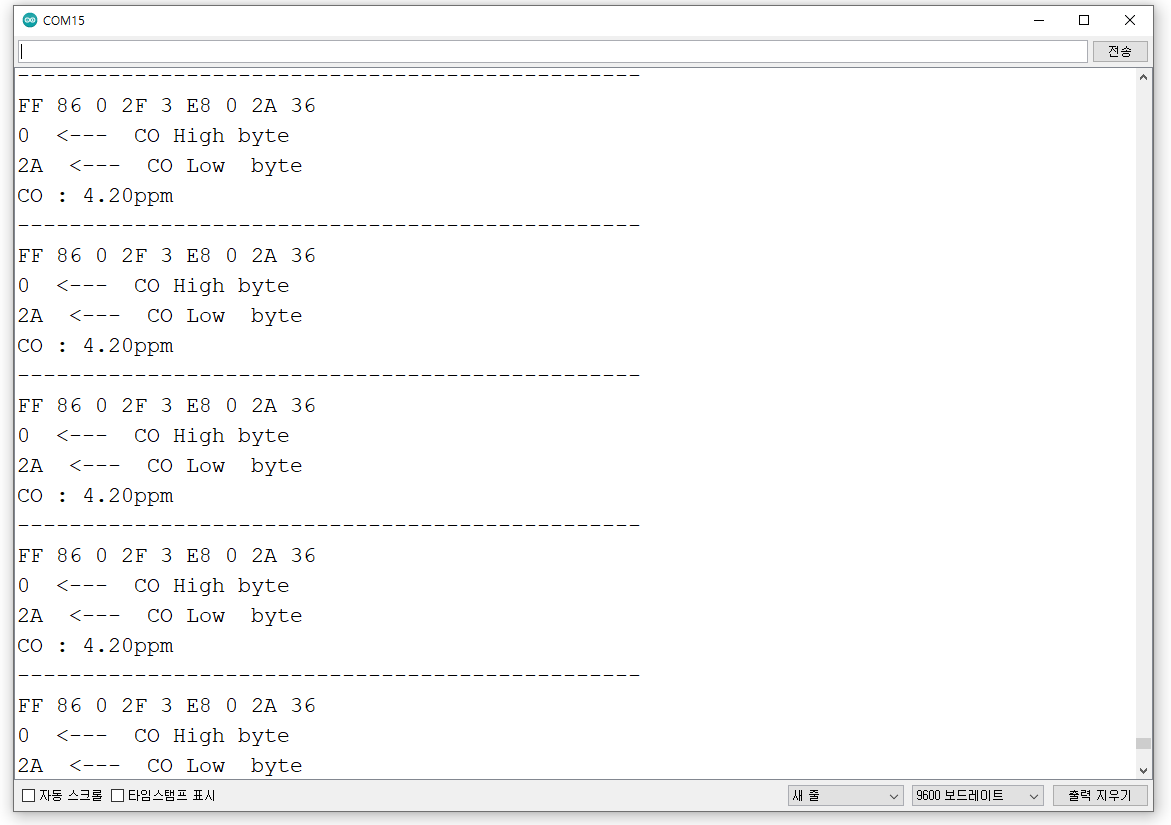 COM15
전송
------------------------------------------------
FF 86 0 2F 3 E8 0 2A 36
0  <---  CO High byte
2A  <---  CO Low  byte
CO : 4.20ppm
------------------------------------------------
FF 86 0 2F 3 E8 0 2A 36
0  <---  CO High byte
2A  <---  CO Low  byte
CO : 4.20ppm
------------------------------------------------
FF 86 0 2F 3 E8 0 2A 36
0  <---  CO High byte
2A  <---  CO Low  byte
CO : 4.20ppm
------------------------------------------------
FF 86 0 2F 3 E8 0 2A 36
0  <---  CO High byte
2A  <---  CO Low  byte
CO : 4.20ppm
------------------------------------------------
FF 86 0 2F 3 E8 0 2A 36
0  <---  CO High byte
2A  <---  CO Low  byte
자동 스크롤 타임스탬프 표시 새 줄 9600 보드레이트 출력 지우기